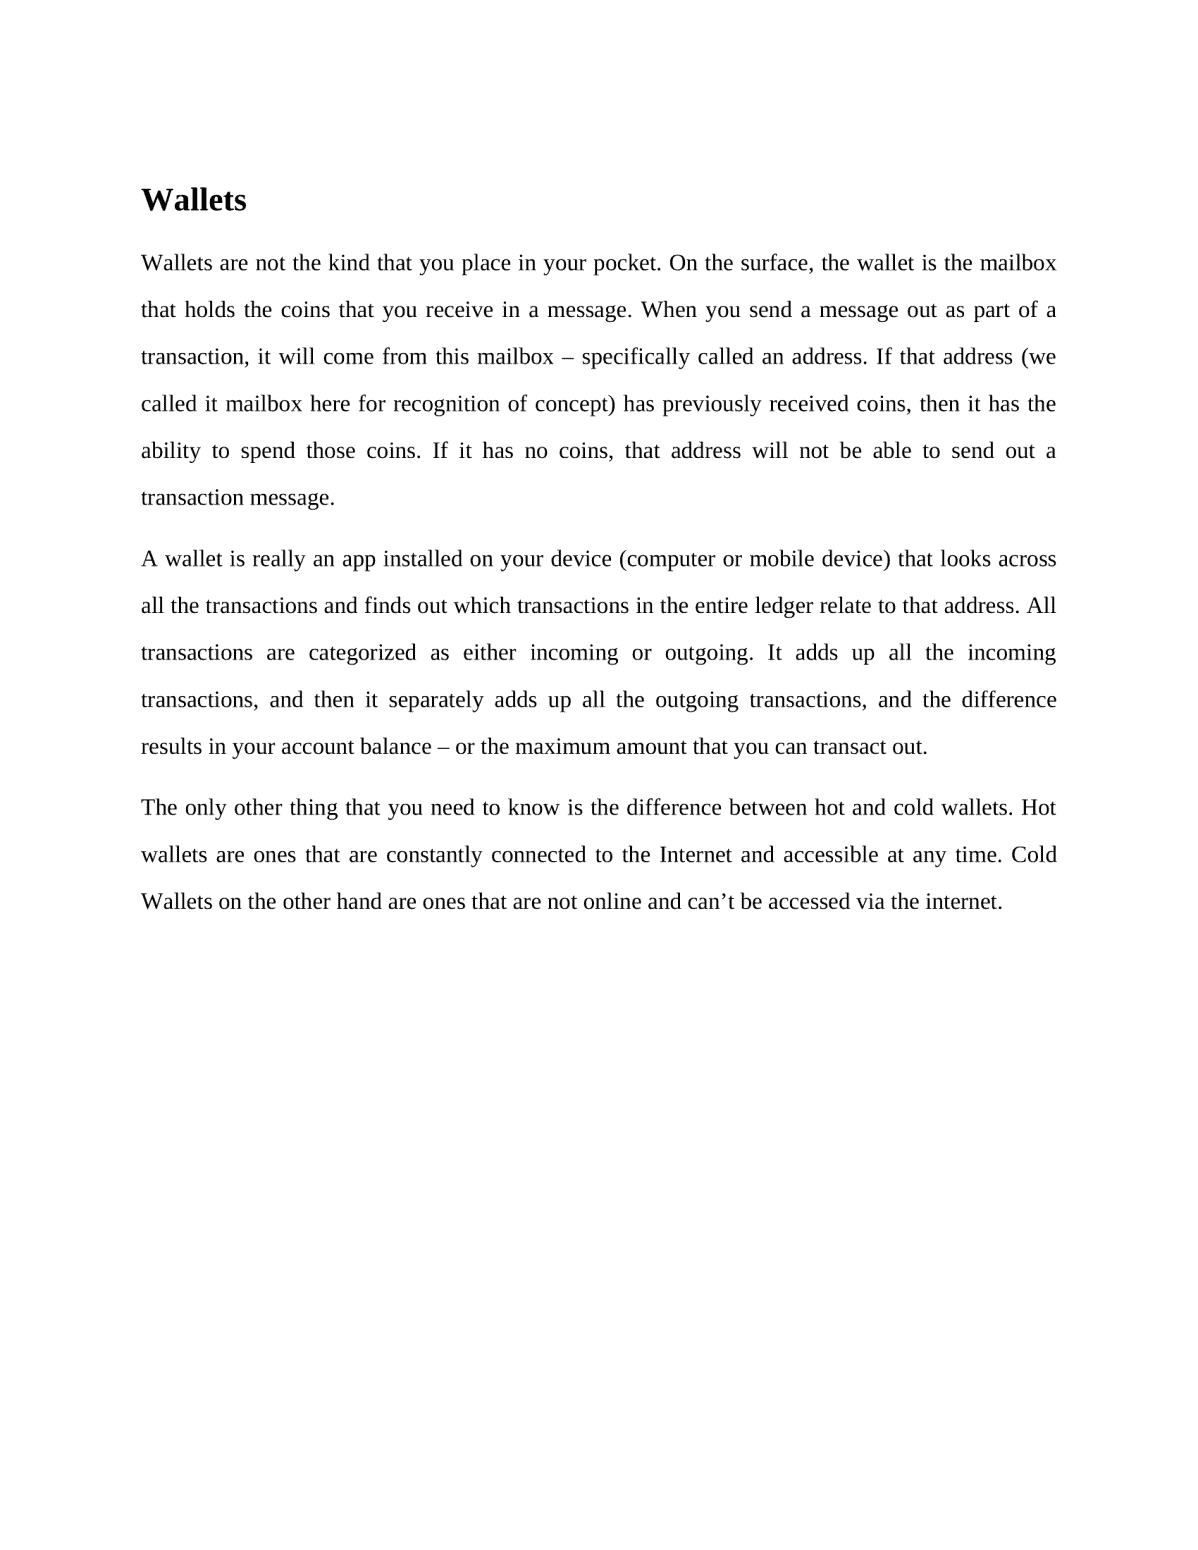 Wallets
Wallets are not the kind that you place in your pocket. On the surface, the wallet is the mailbox
that holds the coins that you receive in a message. When you send a message out as part of a
transaction, it will come from this mailbox – specifically called an address. If that address (we
called it mailbox here for recognition of concept) has previously received coins, then it has the
ability to spend those coins. If it has no coins, that address will not be able to send out a
transaction message.
A wallet is really an app installed on your device (computer or mobile device) that looks across
all the transactions and finds out which transactions in the entire ledger relate to that address. All
transactions are categorized as either incoming or outgoing. It adds up all the incoming
transactions, and then it separately adds up all the outgoing transactions, and the difference
results in your account balance – or the maximum amount that you can transact out.
The only other thing that you need to know is the difference between hot and cold wallets. Hot
wallets are ones that are constantly connected to the Internet and accessible at any time. Cold
Wallets on the other hand are ones that are not online and can’t be accessed via the internet.